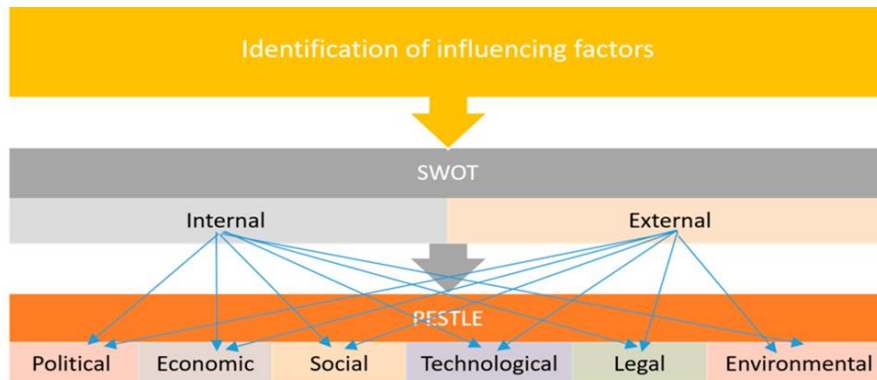 Identification of influencing factors
SWOT
Internal External
PESTLE
Political Economic Social Technological Legal Environmental